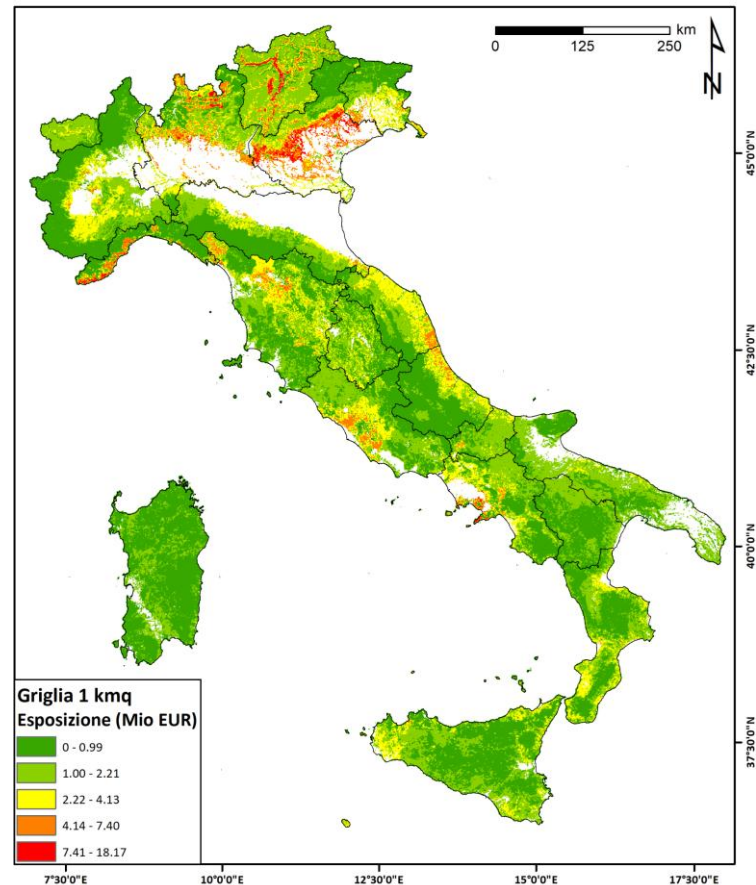 km
0 125 250
N
45°0'0"N
42°30'0"N
40°0'0"N
37°30'0"N
Griglia 1 kmq
Esposizione (Mio EUR)
0 - 0.99
1.00 - 2.21
2.22 - 4.13
4.14 - 7.40
7.41 - 18.17
7°30'0"E 10°0'0"E 12°30'0"E 15°0'0"E 17°30'0"E